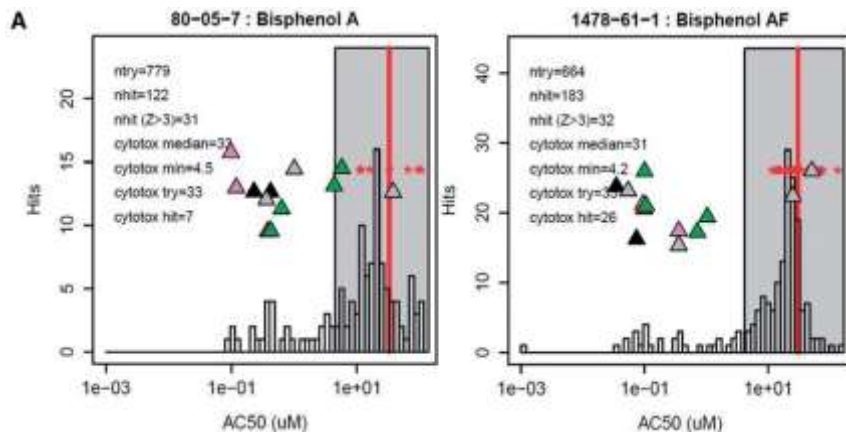 A
80-05-7 : Bisphenol A
ntry=779
nhit=122
nhit (Z>3)=31
cytotox median=33
cytotox min=4.5
cytotox try=33
cytotox hit=7
Hits
20
15
10
5
0
1e-03
1e-01
1e+01
AC50 (uM)
1478-61-1 : Bisphenol AF
ntry=664
nhit=183
nhit (Z>3)=32
cytotox median=31
cytotox min=4.2
cytotox try=33
cytotox hit=26
Hits
40
30
20
10
0
1e-03
1e-01
1e+01
AC50 (uM)